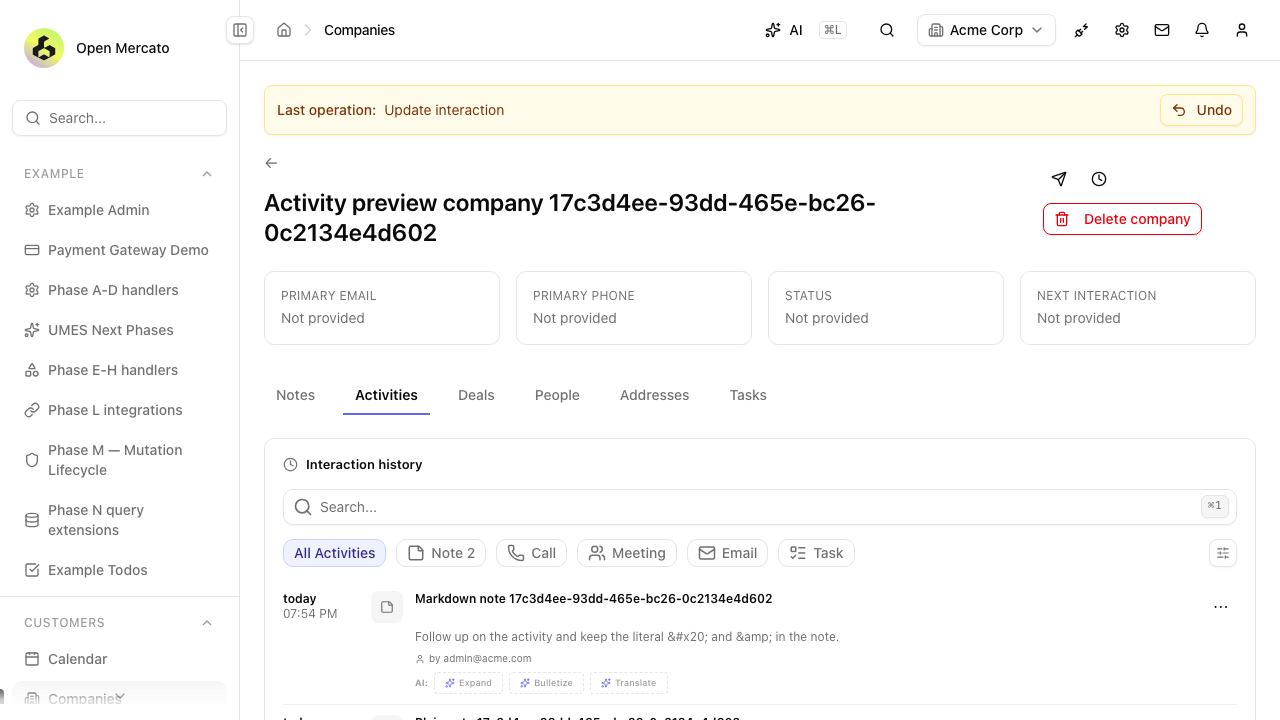 Open Mercato
Companies
AI
⌘L
Acme Corp
Search...
Last operation: Update interaction
Undo
EXAMPLE
Example Admin
Payment Gateway Demo
Phase A-D handlers
UMES Next Phases
Phase E-H handlers
Phase L integrations
Phase M — Mutation
Lifecycle
Phase N query
extensions
Example Todos
CUSTOMERS
Calendar
Companies
Activity preview company 17c3d4ee-93dd-465e-bc26-
0c2134e4d602
Delete company
PRIMARY EMAIL
Not provided
PRIMARY PHONE
Not provided
STATUS
Not provided
NEXT INTERACTION
Not provided
Notes
Activities
Deals
People
Addresses
Tasks
Interaction history
Search...
⌘1
All Activities
Note 2
Call
Meeting
Email
Task
today
07:54 PM
Markdown note 17c3d4ee-93dd-465e-bc26-0c2134e4d602
Follow up on the activity and keep the literal &#x20; and &amp; in the note.
by admin@acme.com
AI:
Expand
Bulletize
Translate